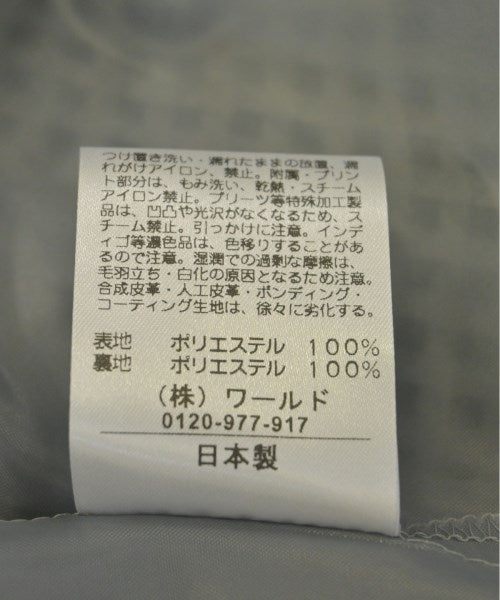 つけ置き洗い・濡れたままの放置、濡
れがけアイロン、禁止。附属・プリン
ト部分は、もみ洗い、乾熱・スチーム
アイロン禁止。プリーツ等特殊加工製
品は、凹凸や光沢がなくなるため、ス
チーム禁止。引っかけに注意。インデ
ィゴ等濃色品は、色移りすることがあ
るので注意。湿潤での過剰な摩擦は、
毛羽立ち・白化の原因となるため注意。
合成皮革・人工皮革・ボンディング・
コーティング生地は、徐々に劣化する。
表地 ポリエステル 100%
裏地 ポリエステル 100%
(株) ワールド
0120-977-917
日本製